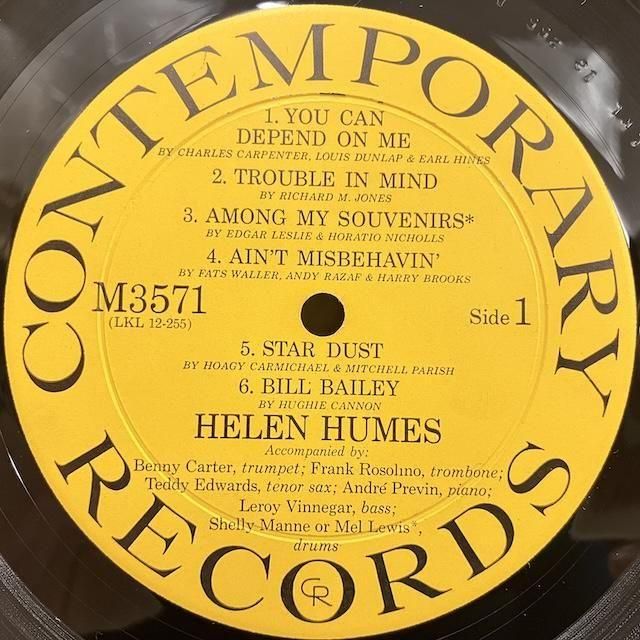 CONTEMPORARY
1. YOU CAN
DEPEND ON ME
BY CHARLES CARPENTER, LOUIS DUNLAP & EARL HINES
2. TROUBLE IN MIND
BY RICHARD M. JONES
3. AMONG MY SOUVENIRS*
BY EDGAR LESLIE & HORATIO NICHOLLS
4. AIN'T MISBEHAVIN'
BY FATS WALLER, ANDY RAZAF & HARRY BROOKS
M3571
(LKL 12-255)
Side 1
5. STAR DUST
BY HOAGY CARMICHAEL & MITCHELL PARISH
6. BILL BAILEY
BY HUGHIE CANNON
HELEN HUMES
Accompanied by:
Benny Carter, trumpet; Frank Rosolino, trombone;
Teddy Edwards, tenor sax; André Previn, piano;
Leroy Vinnegar, bass;
Shelly Manne or Mel Lewis*,
drums
CR
RECORDS